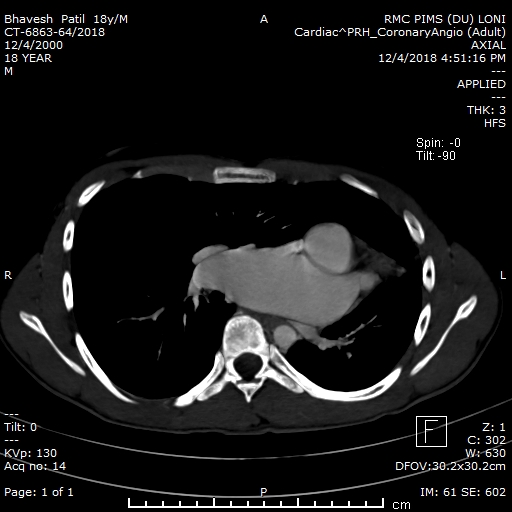 Bhavesh Patil 18y/M
CT-6863-64/2018
12/4/2000
18 YEAR
M
A
RMC PIMS (DU) LONI
Cardiac^PRH_CoronaryAngio (Adult)
AXIAL
12/4/2018 4:51:16 PM
---
APPLIED
---
THK: 3
HFS
Spin: -0
Tilt: -90
R
L
---
Tilt: 0
---
KVp: 130
Acq no: 14
Page: 1 of 1
F
Z: 1
C: 302
W: 630
DFOV:30.2x30.2cm
IM: 61 SE: 602
P
cm